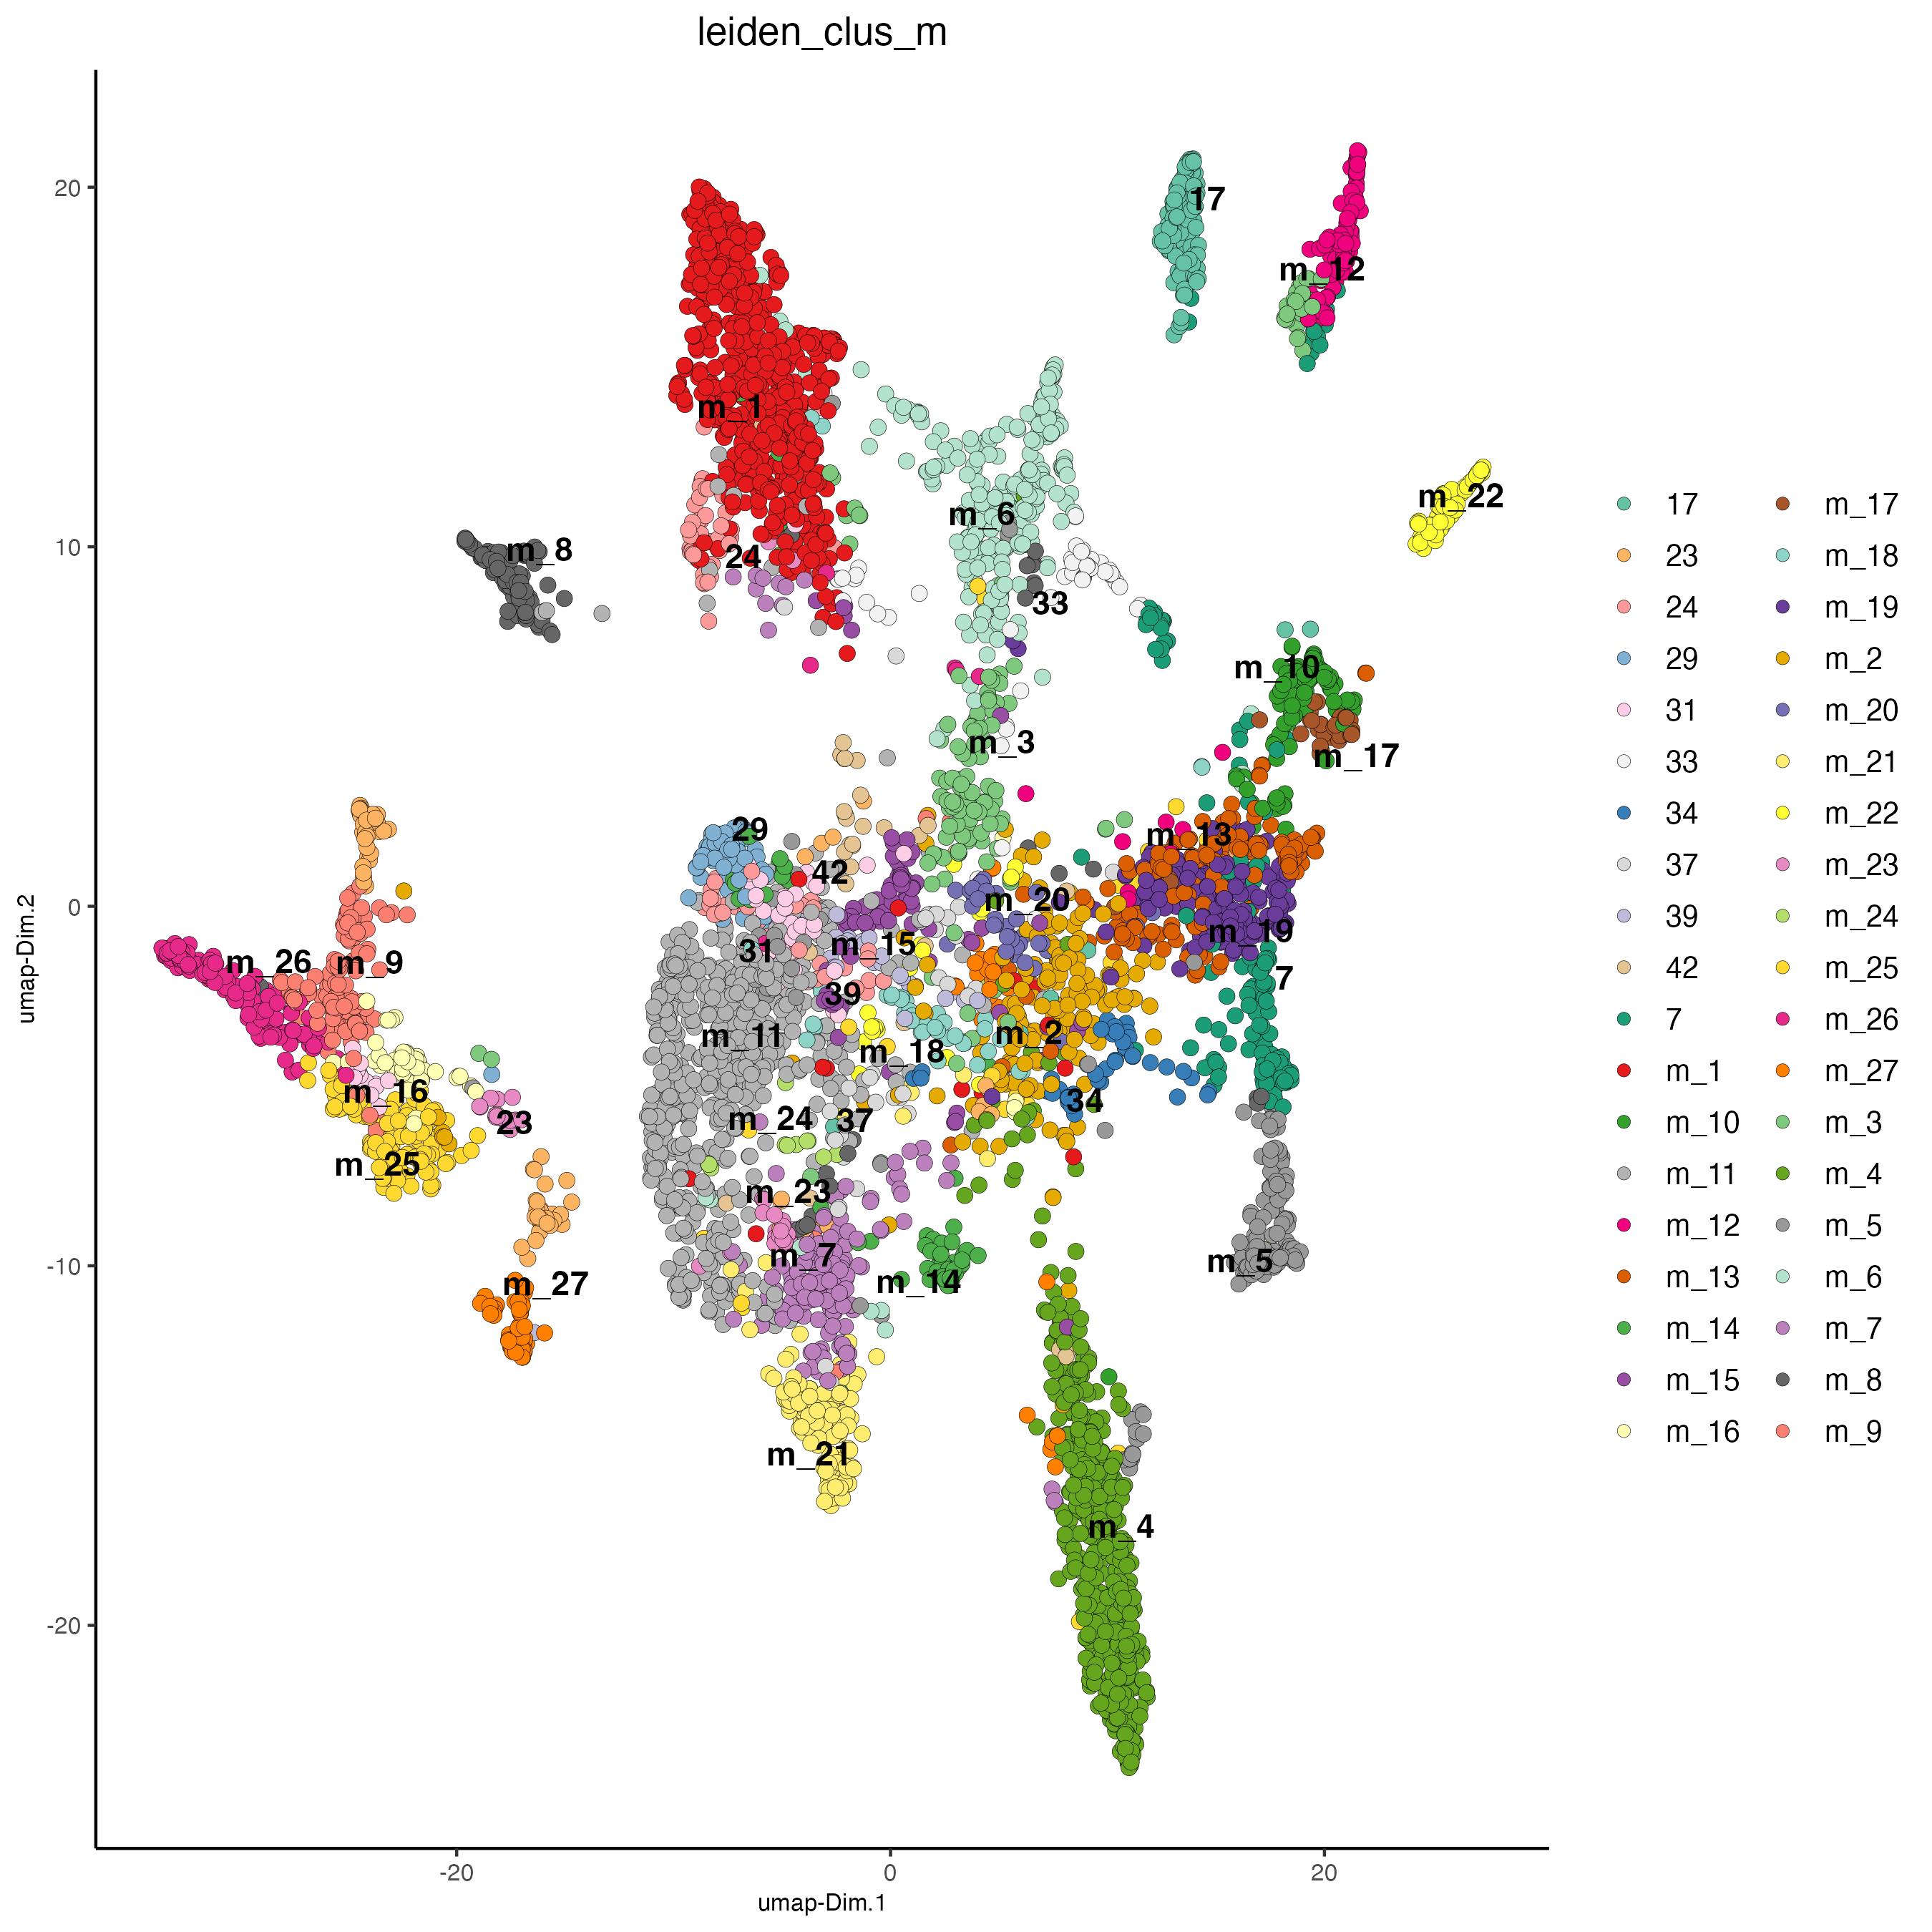 leiden_clus_m
20
10
0
-10
-20
-20
0
20
umap-Dim.2
umap-Dim.1
17
m_12
m_1
m_22
m_6
m_8
24
33
m_10
m_3
m_17
29
m_13
42
m_20
m_19
m_15
31
m_26
m_9
7
39
m_2
m_11
m_18
m_16
34
m_24
37
23
m_25
m_23
m_7
m_5
m_14
m_27
m_21
m_4
17
23
24
29
31
33
34
37
39
42
7
m_1
m_10
m_11
m_12
m_13
m_14
m_15
m_16
m_17
m_18
m_19
m_2
m_20
m_21
m_22
m_23
m_24
m_25
m_26
m_27
m_3
m_4
m_5
m_6
m_7
m_8
m_9